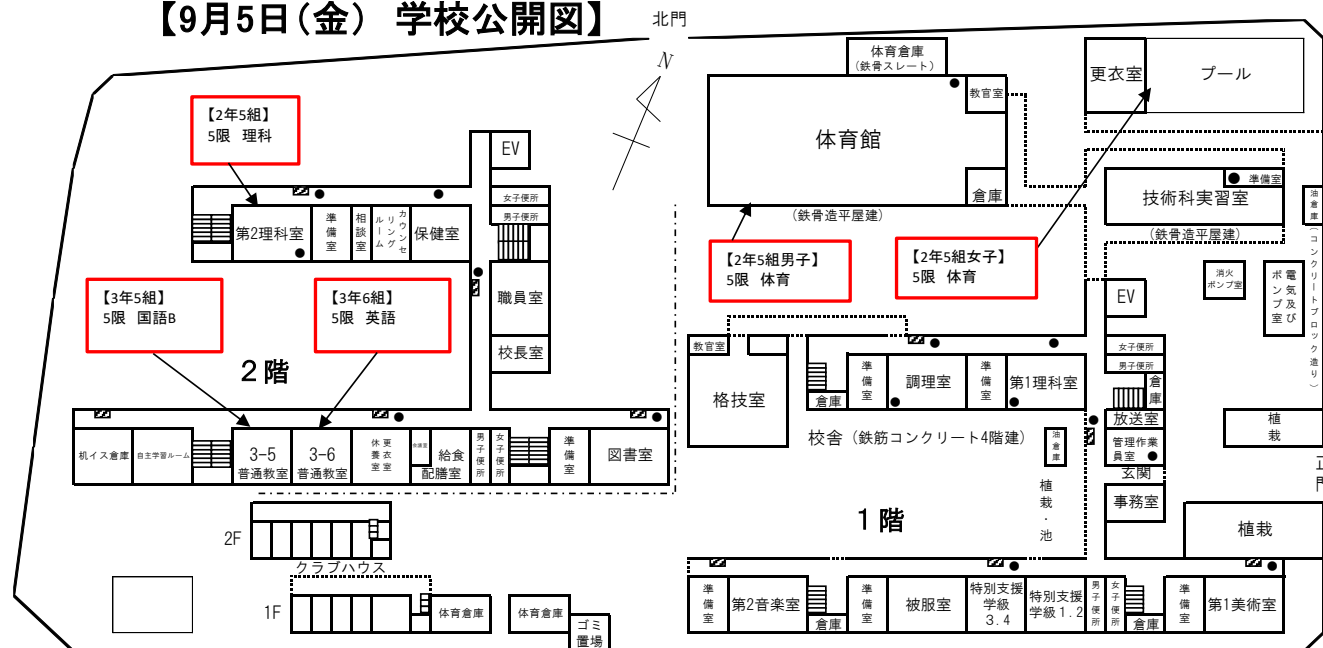 【9月5日(金) 学校公開図】
北門
N
体育倉庫
(鉄骨スレート)
教官室
体育館
倉庫
(鉄骨造平屋建)
更衣室
プール
技術科実習室
準備室
(鉄骨造平屋建)
油倉庫(コンクリートブロック造り)
消火
ポンプ室
電気及び
ポンプ室
【2年5組】
5限 理科
【2年5組男子】
5限 体育
【2年5組女子】
5限 体育
【3年5組】
5限 国語B
【3年6組】
5限 英語
EV
女子便所
男子便所
第2理科室
準備室
相談室
カウンセ
リング
ルーム
保健室
職員室
校長室
2階
机イス倉庫
自主学習ルーム
3-5
普通教室
3-6
普通教室
更衣室
休養室
給食
配膳室
男子便所
女子便所
準備室
図書室
2F
クラブハウス
1F
体育倉庫
体育倉庫
ゴミ
置場
教官室
格技室
倉庫
準備室
調理室
準備室
第1理科室
EV
女子便所
男子便所
倉庫
放送室
管理作業
員室
玄関
事務室
校舎(鉄筋コンクリート4階建)
油倉庫
植栽・池
1階
植栽
植栽
正門
準備室
第2音楽室
倉庫
準備室
被服室
特別支援
学級
3.4
特別支援
学級1.2
男子便所
女子便所
倉庫
準備室
第1美術室